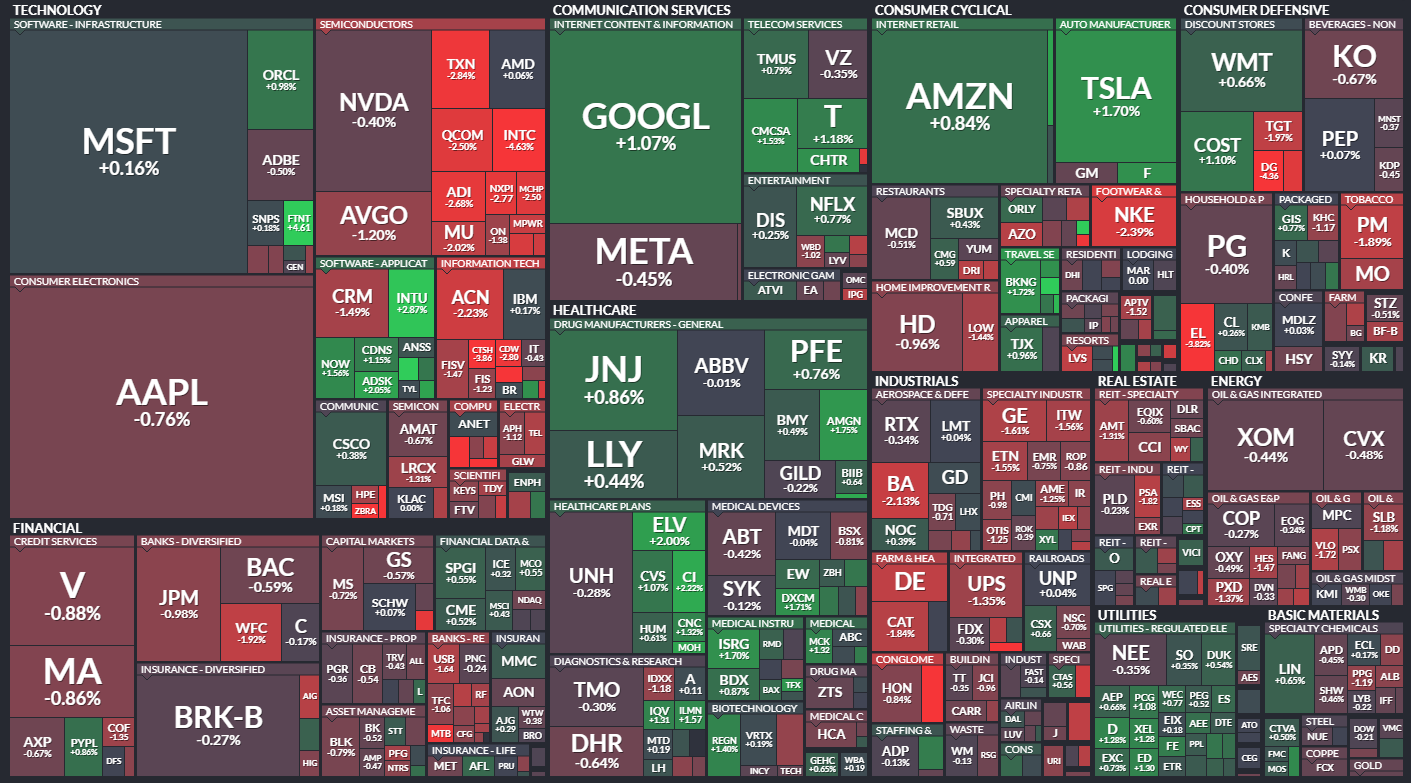 TECHNOLOGY
SOFTWARE - INFRASTRUCTURE
MSFT
+0.16%
ORCL
+0.98%
ADBE
-0.50%
SNPS
+0.18%
FTNT
+4.61
GEN
SEMICONDUCTORS
NVDA
-0.40%
AVGO
-1.20%
TXN
-2.84%
AMD
+0.06%
QCOM
-2.50%
INTC
-4.63%
ADI
-2.68%
NXPI
-2.77
MCHP
-2.50
MU
-2.02%
ON
-1.38
MPWR
CONSUMER ELECTRONICS
AAPL
-0.76%
SOFTWARE - APPLICAT
CRM
-1.49%
INTU
+2.87%
NOW
+1.56%
CDNS
+1.15%
ADSK
+2.05%
ANSS
TYL
INFORMATION TECH
ACN
-2.23%
IBM
+0.17%
FISV
-1.47
CTSH
-3.86
CDW
-2.80
IT
-0.43
FIS
-1.23
BR
COMMUNIC
CSCO
+0.38%
MSI
+0.18%
HPE
ZBRA
SEMICON
AMAT
-0.67%
LRCX
-1.31%
KLAC
0.00%
COMPU
ANET
ELECTR
APH
-1.12
TEL
GLW
SCIENTIFI
KEYS
TDY
FTV
ENPH
COMMUNICATION SERVICES
INTERNET CONTENT & INFORMATION
GOOGL
+1.07%
META
-0.45%
TELECOM SERVICES
TMUS
+0.79%
VZ
-0.35%
CMCSA
+1.53%
T
+1.18%
CHTR
ENTERTAINMENT
DIS
+0.25%
NFLX
+0.77%
WBD
-1.02
LYV
ELECTRONIC GAM
ATVI
EA
OMC
IPG
CONSUMER CYCLICAL
INTERNET RETAIL
AMZN
+0.84%
AUTO MANUFACTURER
TSLA
+1.70%
GM
F
RESTAURANTS
MCD
-0.51%
SBUX
+0.43%
CMG
+0.59
YUM
DRI
SPECIALTY RETA
ORLY
AZO
FOOTWEAR &
NKE
-2.39%
TRAVEL SE
BKNG
+1.72%
RESIDENTI
DHI
LODGING
MAR
0.00
HLT
HOME IMPROVEMENT R
HD
-0.96%
LOW
-1.44%
APPAREL
TJX
+0.96%
PACKAGI
IP
APTV
-1.52
RESORTS
LVS
CONSUMER DEFENSIVE
DISCOUNT STORES
WMT
+0.66%
COST
+1.10%
TGT
-1.97%
DG
-4.36
BEVERAGES - NON
KO
-0.67%
PEP
+0.07%
MNST
-0.37
KDP
-0.45
HOUSEHOLD & P
PG
-0.40%
EL
-3.82%
CL
+0.26%
KMB
CHD
CLX
PACKAGED
GIS
+0.77%
KHC
-1.17
K
HRL
TOBACCO
PM
-1.89%
MO
CONFE
MDLZ
+0.03%
HSY
FARM
BG
STZ
-0.51%
BF-B
SYY
-0.14%
KR
HEALTHCARE
DRUG MANUFACTURERS - GENERAL
JNJ
+0.86%
LLY
+0.44%
ABBV
-0.01%
MRK
+0.52%
PFE
+0.76%
BMY
+0.49%
AMGN
+1.75%
GILD
-0.22%
BIIB
+0.64
HEALTHCARE PLANS
UNH
-0.28%
ELV
+2.00%
CVS
+1.07%
CI
+2.22%
HUM
+0.61%
CNC
+1.32%
MOH
MEDICAL DEVICES
ABT
-0.42%
MDT
-0.04%
BSX
-0.81%
SYK
-0.12%
EW
ZBH
DXCM
+1.71%
DIAGNOSTICS & RESEARCH
TMO
-0.30%
DHR
-0.64%
IDXX
-1.18
A
+0.11
IQV
+1.31
ILMN
+1.57
MTD
+0.19
LH
MEDICAL INSTRU
ISRG
+1.70%
RMD
BDX
+0.87%
BAX
TFX
MEDICAL
MCK
+1.32
ABC
DRUG MA
ZTS
BIOTECHNOLOGY
REGN
+1.40%
VRTX
+0.19%
INCY
TECH
MEDICAL C
HCA
GEHC
+0.65%
WBA
+0.19
FINANCIAL
CREDIT SERVICES
V
-0.88%
MA
-0.86%
AXP
-0.67%
PYPL
+0.86%
COF
-1.35
DFS
BANKS - DIVERSIFIED
JPM
-0.98%
BAC
-0.59%
WFC
-1.92%
C
-0.17%
INSURANCE - DIVERSIFIED
BRK-B
-0.27%
AIG
HIG
CAPITAL MARKETS
MS
-0.72%
GS
-0.57%
SCHW
+0.07%
FINANCIAL DATA &
SPGI
+0.55%
ICE
+0.32
MCO
+0.55
CME
+0.09%
MSCI
+0.43
NDAQ
INSURANCE - PROP
PGR
-0.36
CB
-0.54
TRV
-0.43
ALL
L
BANKS - RE
USB
-1.64
PNC
-0.24
TFC
-1.06
RF
MTB
CFG
INSURAN
MMC
AON
AJG
-0.29
WTW
-0.38
BRO
ASSET MANAGEME
BLK
-0.79%
BK
-0.52
STT
AMP
-0.47
PFG
NTRS
INSURANCE - LIFE
MET
AFL
PRU
INDUSTRIALS
AEROSPACE & DEFE
RTX
-0.34%
LMT
+0.04%
BA
-2.13%
GD
NOC
+0.39%
TDG
-0.71
LHX
SPECIALTY INDUSTR
GE
-1.61%
ITW
-1.56%
ETN
-1.55%
EMR
-0.75%
ROP
-0.86
PH
-0.98
CMI
AME
-1.25%
IR
OTIS
-1.25
ROK
-0.39
IEX
XYL
FARM & HEA
DE
CAT
-1.84%
INTEGRATED
UPS
-1.35%
FDX
-0.30%
RAILROADS
UNP
+0.04%
CSX
+0.66
NSC
-0.70%
WAB
CONGLOME
HON
-0.84%
BUILDIN
TT
-0.35
JCI
-0.96
CARR
INDUST
FAST
-0.14
SPECI
CTAS
+0.56
AIRLIN
DAL
LUV
J
STAFFING &
ADP
-0.13%
WASTE
WM
-0.13
RSG
CONS
URI
REAL ESTATE
REIT - SPECIALTY
AMT
-1.31%
EQIX
-0.60%
DLR
SBAC
CCI
WY
REIT - INDU
PLD
-0.23%
PSA
-1.82
EXR
REIT -
ESS
CPT
REIT -
O
SPG
REIT -
VICI
REAL E
ENERGY
OIL & GAS INTEGRATED
XOM
-0.44%
CVX
-0.48%
OIL & GAS E&P
COP
-0.27%
EOG
-0.24%
OXY
-0.49%
HES
-1.47
FANG
PXD
-1.37%
DVN
-0.33
OIL & G
MPC
VLO
-1.72
PSX
OIL &
SLB
-1.18%
OIL & GAS MIDST
KMI
WMB
-0.30
OKE
UTILITIES
UTILITIES - REGULATED ELE
NEE
-0.35%
SO
+0.35%
DUK
+0.54%
AEP
+0.66%
PCG
+1.08
WEC
+0.77
PEG
+0.52
ES
D
+1.28%
XEL
+1.28
EIX
+0.18
AEE
DTE
FE
PPL
EXC
+0.73%
ED
+1.30
ETR
SRE
AES
ATO
CEG
BASIC MATERIALS
SPECIALTY CHEMICALS
LIN
+0.65%
APD
-0.45%
ECL
+0.17%
DD
SHW
-0.46%
PPG
-1.19
ALB
LYB
-0.22
IFF
CTVA
+0.50%
FMC
MOS
STEEL
NUE
DOW
-0.21
VMC
COPPE
FCX
GOLD